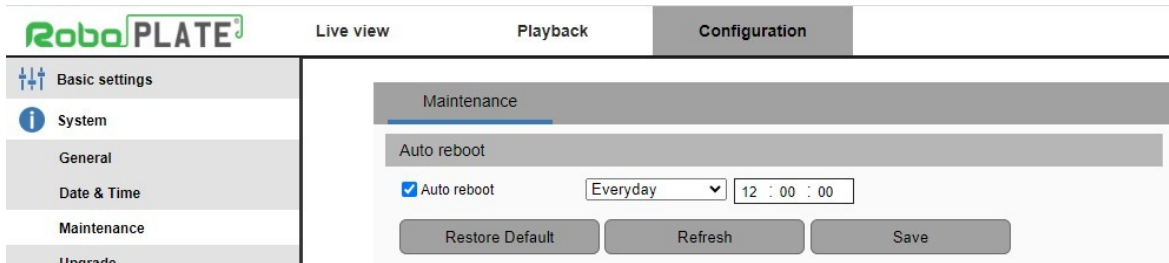 RoboPLATE
Live view
Playback
Configuration
Basic settings
System
General
Date & Time
Maintenance
Upgrade
Maintenance
Auto reboot
Auto reboot Everyday 12 : 00 : 00
Restore Default Refresh Save